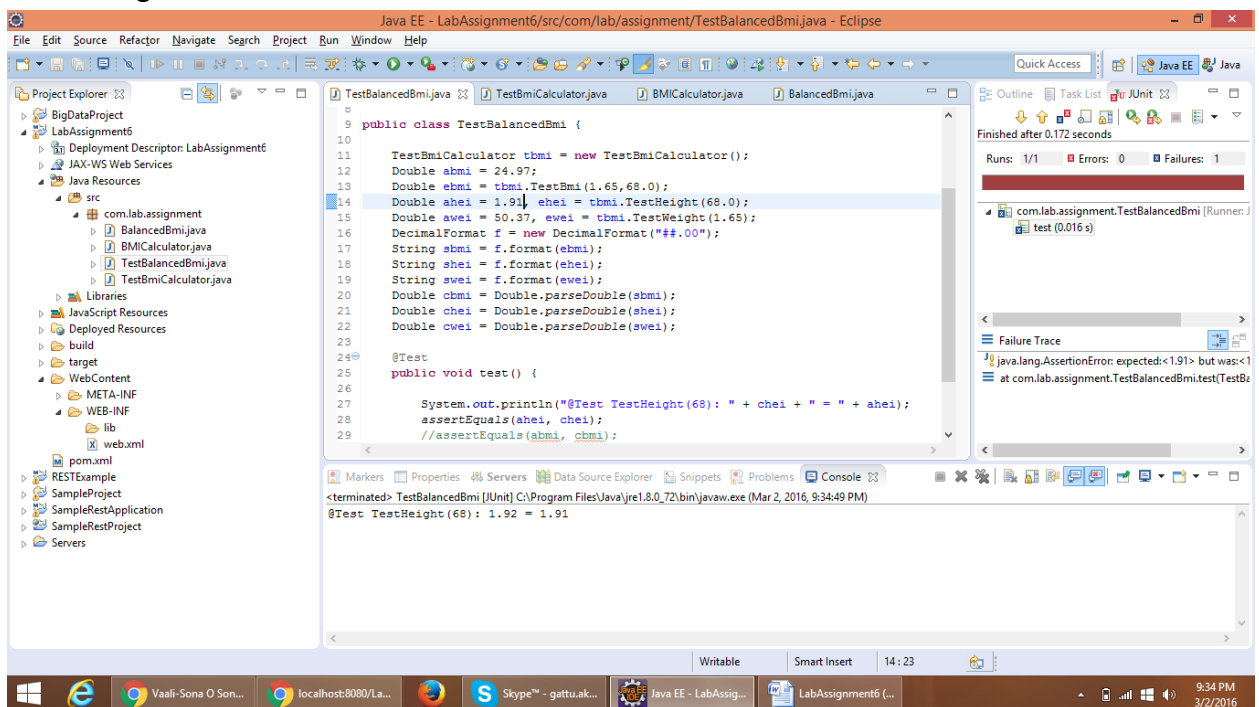 Java EE - LabAssignment6/src/com/lab/assignment/TestBalancedBmi.java - Eclipse
File Edit Source Refactor Navigate Search Project Run Window Help
Quick Access Java EE Java
Project Explorer
BigDataProject
LabAssignment6
Deployment Descriptor: LabAssignment6
JAX-WS Web Services
Java Resources
src
com.lab.assignment
BalancedBmi.java
BMICalculator.java
TestBalancedBmi.java
TestBmiCalculator.java
Libraries
JavaScript Resources
Deployed Resources
build
target
WebContent
META-INF
WEB-INF
lib
web.xml
pom.xml
RESTExample
SampleProject
SampleRestApplication
SampleRestProject
Servers
TestBalancedBmi.java TestBmiCalculator.java BMICalculator.java BalancedBmi.java
8
9 public class TestBalancedBmi {
10
11 TestBmiCalculator tbmi = new TestBmiCalculator();
12 Double abmi = 24.97;
13 Double ebmi = tbmi.TestBmi(1.65,68.0);
14 Double ahei = 1.91, ehei = tbmi.TestHeight(68.0);
15 Double awei = 50.37, ewei = tbmi.TestWeight(1.65);
16 DecimalFormat f = new DecimalFormat("##.00");
17 String sbmi = f.format(ebmi);
18 String shei = f.format(ehei);
19 String swei = f.format(ewei);
20 Double cbmi = Double.parseDouble(sbmi);
21 Double chei = Double.parseDouble(shei);
22 Double cwei = Double.parseDouble(swei);
23
24 @Test
25 public void test() {
26
27 System.out.println("@Test TestHeight(68): " + chei + " = " + ahei);
28 assertEquals(ahei, chei);
29 //assertEquals(abmi, cbmi);
Outline Task List JUnit
Finished after 0.172 seconds
Runs: 1/1 Errors: 0 Failures: 1
com.lab.assignment.TestBalancedBmi [Runner: J
test (0.016 s)
Failure Trace
java.lang.AssertionError: expected:<1.91> but was:<1
at com.lab.assignment.TestBalancedBmi.test(TestBa
Markers Properties Servers Data Source Explorer Snippets Problems Console
<terminated> TestBalancedBmi [JUnit] C:\Program Files\Java\jre1.8.0_72\bin\javaw.exe (Mar 2, 2016, 9:34:49 PM)
@Test TestHeight(68): 1.92 = 1.91
Writable Smart Insert 14 : 23
Vaali-Sona O Son... localhost:8080/La... Skype™ - gattu.ak... Java EE - LabAssig... LabAssignment6 (... 9:34 PM
3/2/2016